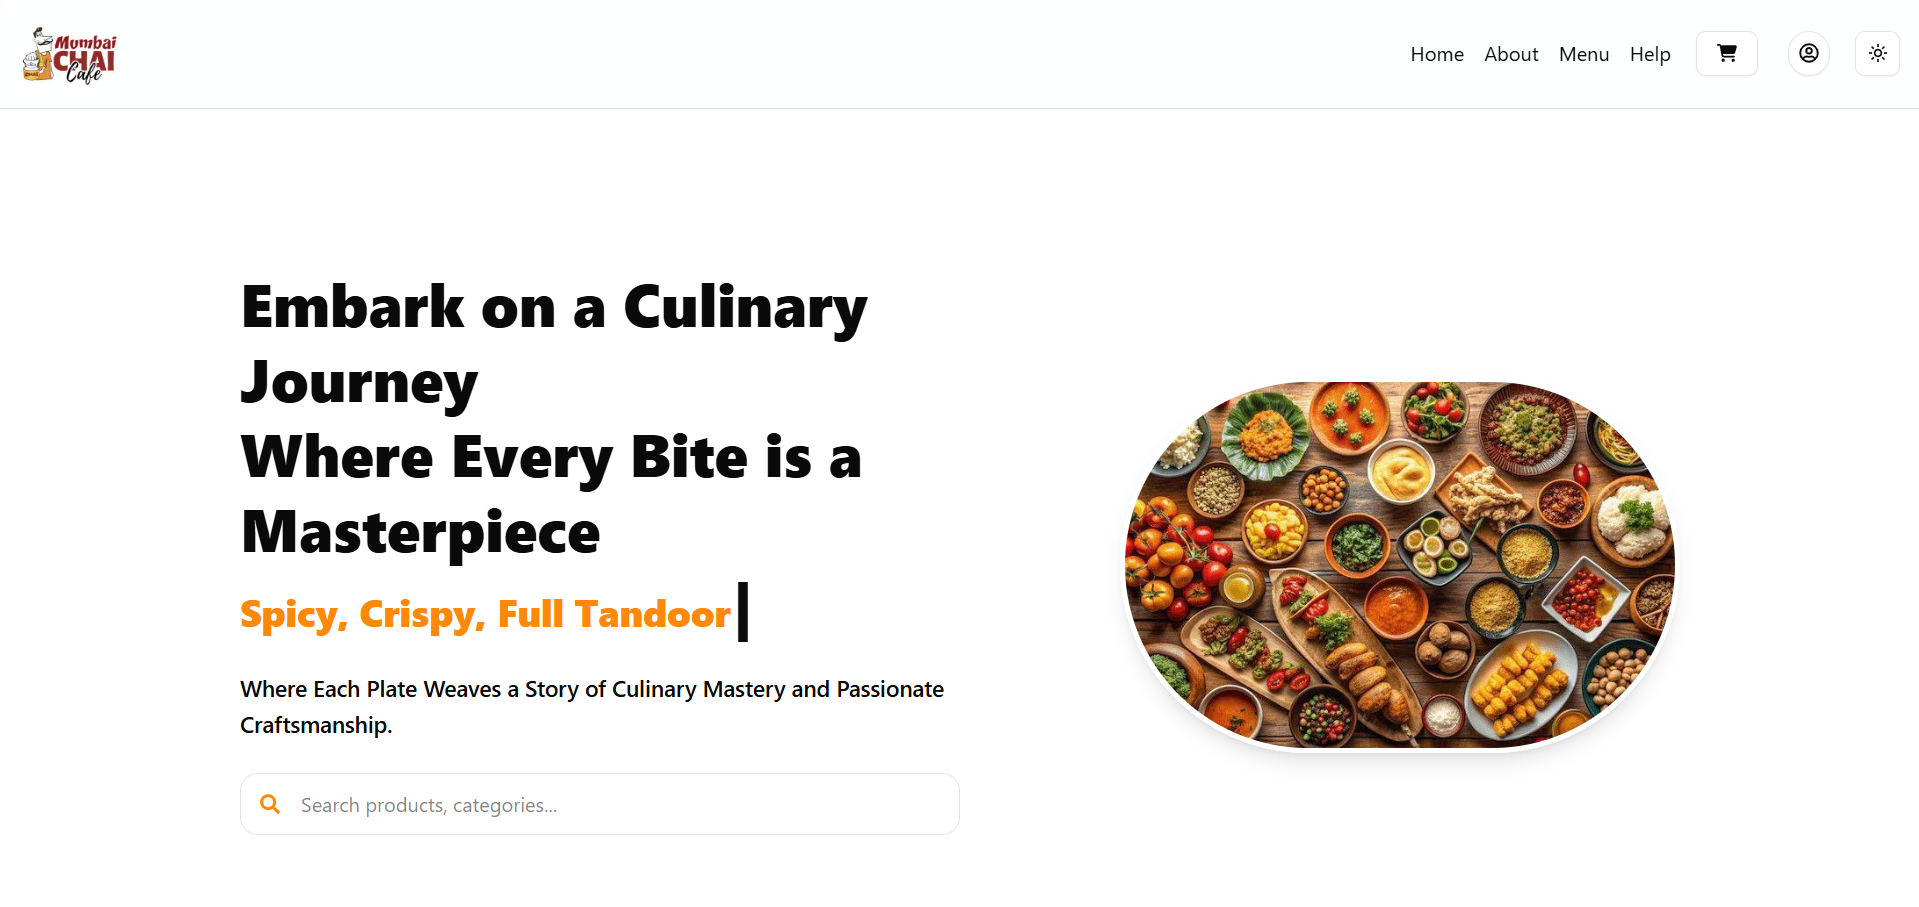 Mumbai
CHAI
Cafe
Home About Menu Help
Embark on a Culinary
Journey
Where Every Bite is a
Masterpiece
Spicy, Crispy, Full Tandoor
Where Each Plate Weaves a Story of Culinary Mastery and Passionate
Craftsmanship.
Search products, categories...